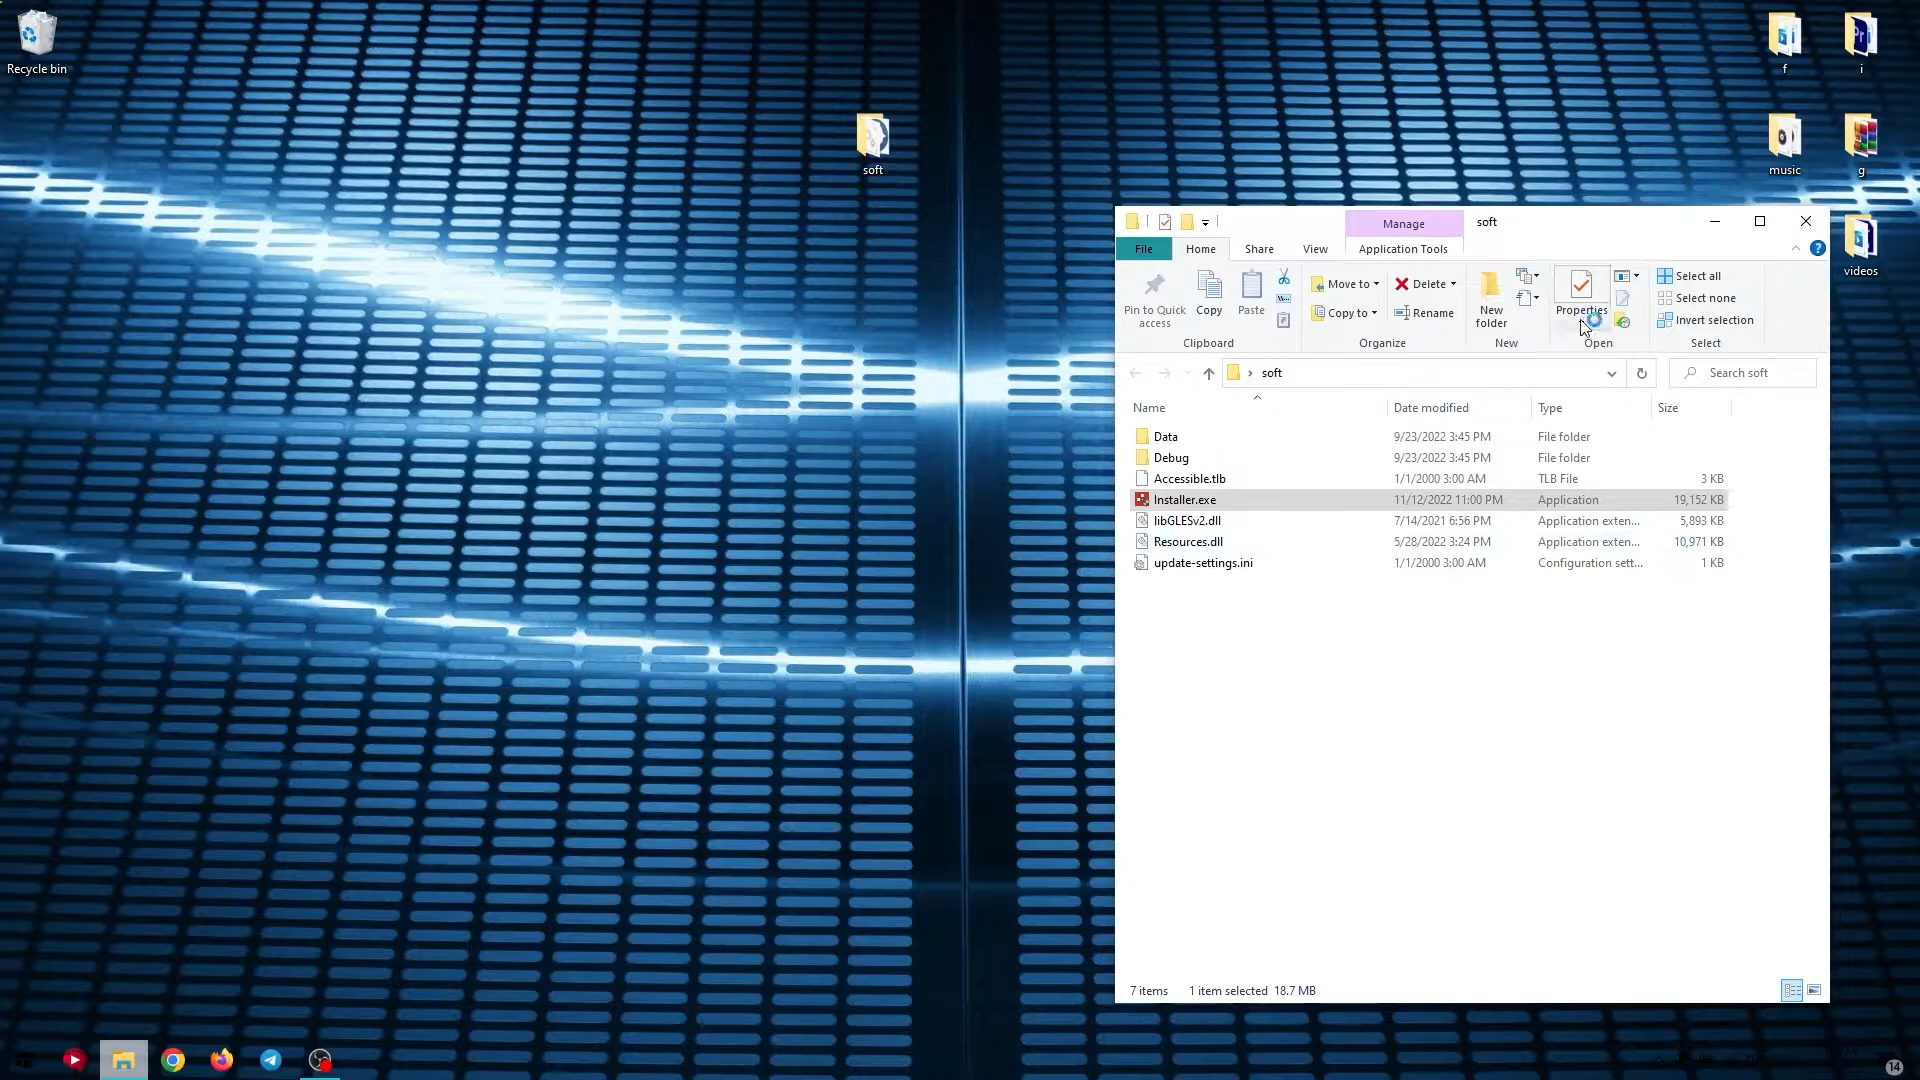 Recycle bin
f
i
soft
music
g
videos
Manage
soft
File
Home
Share
View
Application Tools
Pin to Quick access
Copy
Paste
Move to
Copy to
Delete
Rename
New folder
Properties
Select all
Select none
Invert selection
Clipboard
Organize
New
Open
Select
soft
Search soft
Name Date modified Type Size
Data 9/23/2022 3:45 PM File folder
Debug 9/23/2022 3:45 PM File folder
Accessible.tlb 1/1/2000 3:00 AM TLB File 3 KB
Installer.exe 11/12/2022 11:00 PM Application 19,152 KB
libGLESv2.dll 7/14/2021 6:56 PM Application exten... 5,893 KB
Resources.dll 5/28/2022 3:24 PM Application exten... 10,971 KB
update-settings.ini 1/1/2000 3:00 AM Configuration sett... 1 KB
7 items 1 item selected 18.7 MB
14